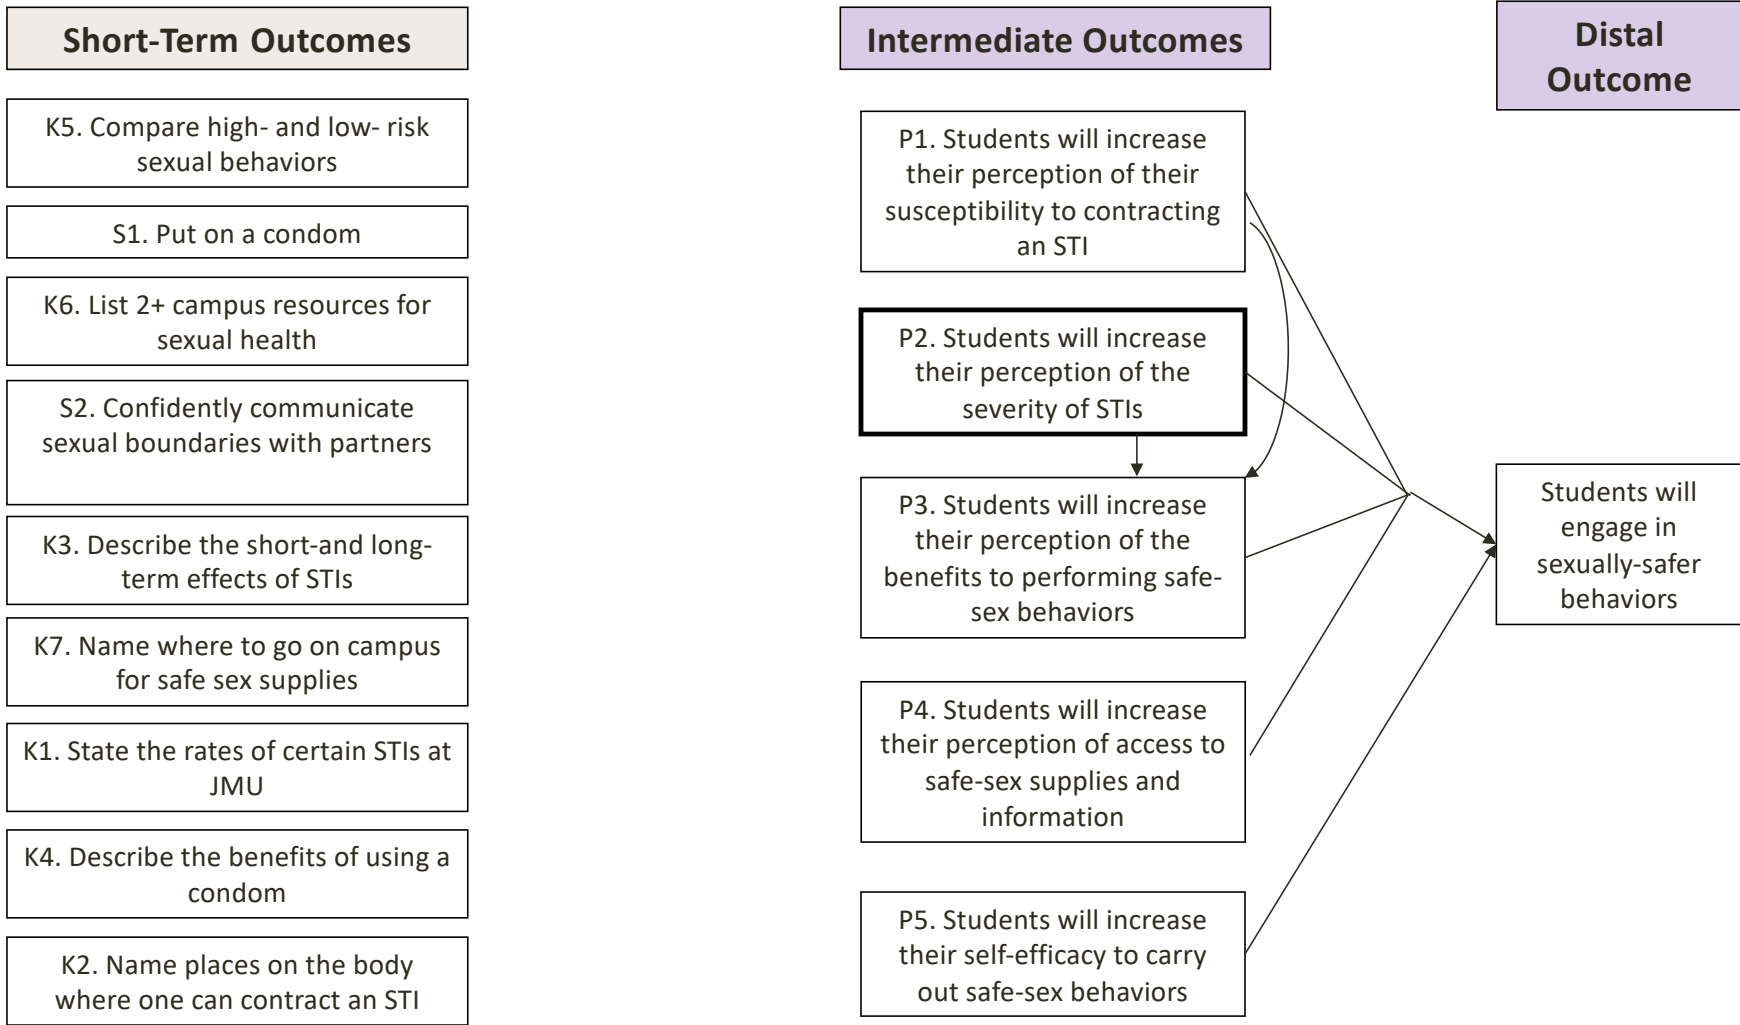 Short-Term Outcomes
K5. Compare high- and low- risk
sexual behaviors
S1. Put on a condom
K6. List 2+ campus resources for
sexual health
S2. Confidently communicate
sexual boundaries with partners
K3. Describe the short-and long-
term effects of STIs
K7. Name where to go on campus
for safe sex supplies
K1. State the rates of certain STIs at
JMU
K4. Describe the benefits of using a
condom
K2. Name places on the body
where one can contract an STI
Intermediate Outcomes
P1. Students will increase
their perception of their
susceptibility to contracting
an STI
P2. Students will increase
their perception of the
severity of STIs
P3. Students will increase
their perception of the
benefits to performing safe-
sex behaviors
P4. Students will increase
their perception of access to
safe-sex supplies and
information
P5. Students will increase
their self-efficacy to carry
out safe-sex behaviors
Distal
Outcome
Students will
engage in
sexually-safer
behaviors